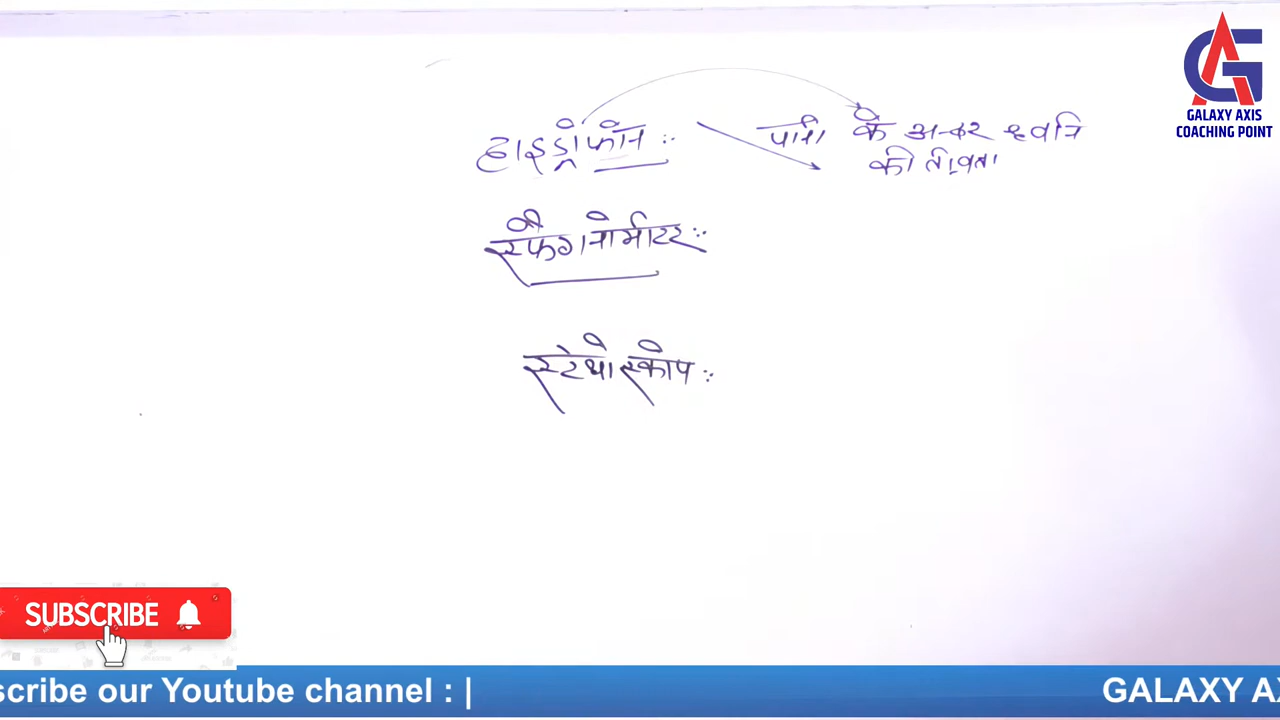 GALAXY AXIS
COACHING POINT
हाइड्रोफोन :- पानी के अन्दर ध्वनि
की तीव्रता
स्फीग्नोमीटर :-
स्टेथोस्कोप :-
SUBSCRIBE
scribe our Youtube channel : | GALAXY AX